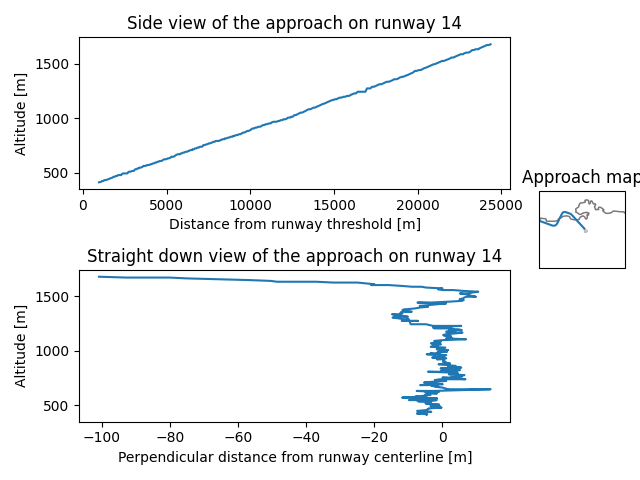 Side view of the approach on runway 14
1500
1000
500
Altitude [m]
0 5000 10000 15000 20000 25000
Distance from runway threshold [m]
Approach map
Straight down view of the approach on runway 14
1500
1000
500
Altitude [m]
−100 −80 −60 −40 −20 0
Perpendicular distance from runway centerline [m]